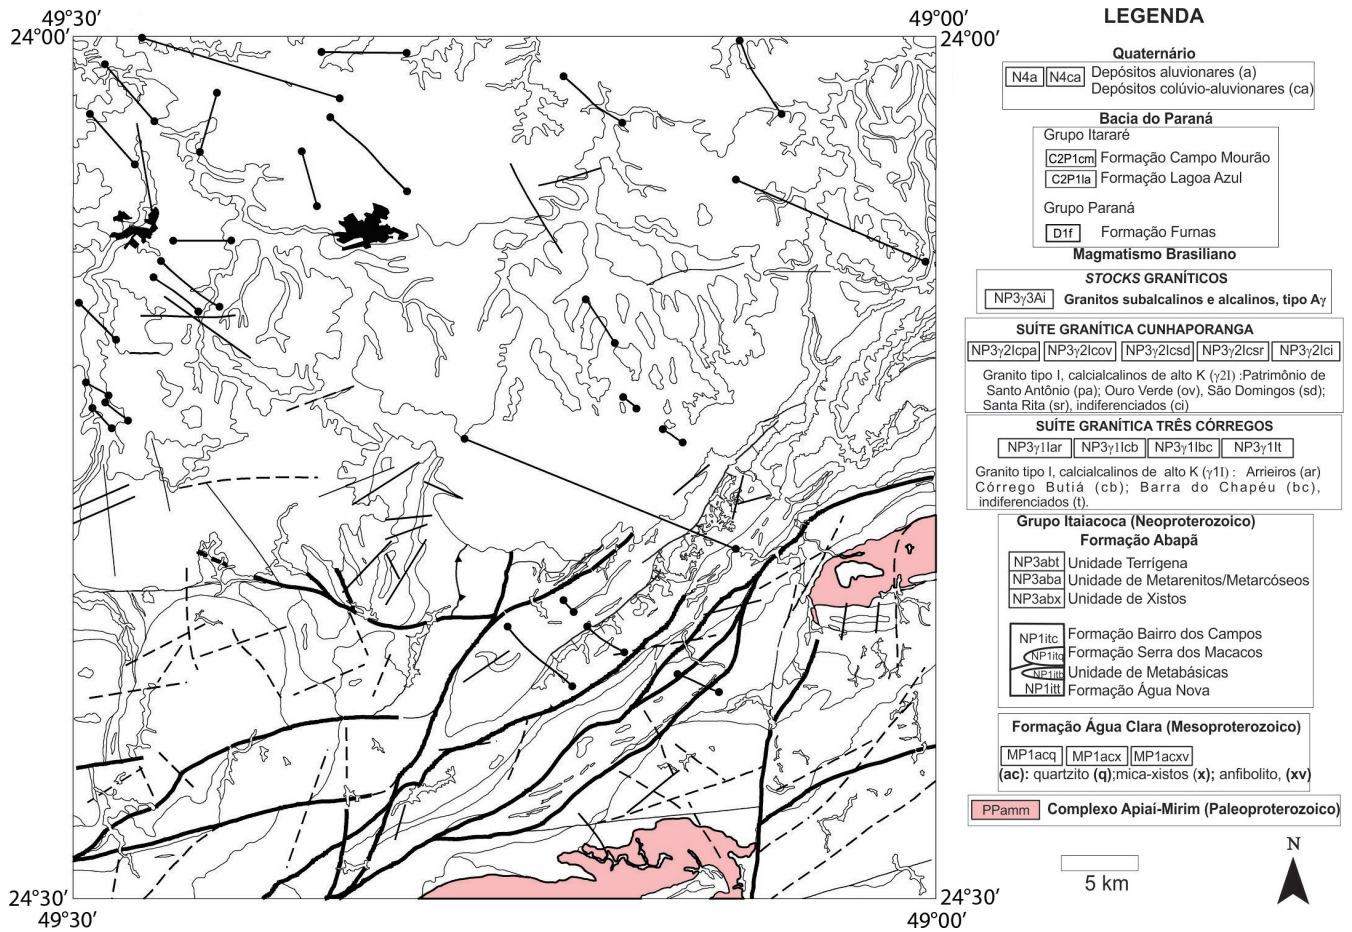 49°30′
49°00′
24°00′
24°00′
24°30′
24°30′
49°30′
49°00′
LEGENDA
Quaternário
N4a N4ca Depósitos aluvionares (a)
Depósitos colúvio-aluvionares (ca)
Bacia do Paraná
Grupo Itararé
C2P1cm Formação Campo Mourão
C2P1la Formação Lagoa Azul
Grupo Paraná
D1f Formação Furnas
Magmatismo Brasiliano
STOCKS GRANÍTICOS
NP3γ3Ai Granitos subalcalinos e alcalinos, tipo Aγ
SUÍTE GRANÍTICA CUNHAPORANGA
NP3γ2Icpa NP3γ2Icov NP3γ2Icsd NP3γ2Icsr NP3γ2Ici
Granito tipo I, calcialcalinos de alto K (γ2I) :Patrimônio de
Santo Antônio (pa); Ouro Verde (ov), São Domingos (sd);
Santa Rita (sr), indiferenciados (ci)
SUÍTE GRANÍTICA TRÊS CÓRREGOS
NP3γ1Iar NP3γ1Icb NP3γ1Ibc NP3γ1It
Granito tipo I, calcialcalinos de alto K (γ1I) : Arrieiros (ar)
Córrego Butiá (cb); Barra do Chapéu (bc),
indiferenciados (t).
Grupo Itaiacoca (Neoproterozoico)
Formação Abapã
NP3abt Unidade Terrígena
NP3aba Unidade de Metarenitos/Metarcóseos
NP3abx Unidade de Xistos
NP1itc Formação Bairro dos Campos
NP1itq Formação Serra dos Macacos
NP1itb Unidade de Metabásicas
NP1itt Formação Água Nova
Formação Água Clara (Mesoproterozoico)
MP1acq MP1acx MP1acxv
(ac): quartzito (q);mica-xistos (x); anfibolito, (xv)
PPamm Complexo Apiaí-Mirim (Paleoproterozoico)
5 km
N